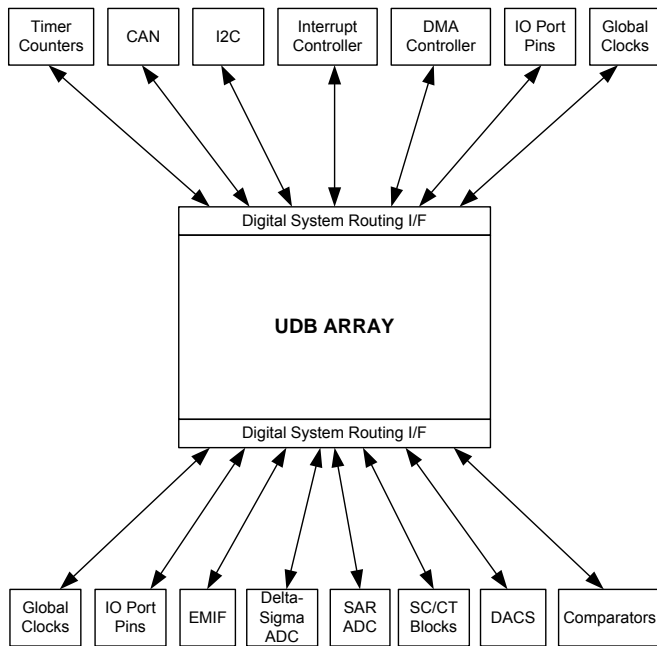 Timer
Counters
CAN
I2C
Interrupt
Controller
DMA
Controller
IO Port
Pins
Global
Clocks
Digital System Routing I/F
UDB ARRAY
Digital System Routing I/F
Global
Clocks
IO Port
Pins
EMIF
Delta-
Sigma
ADC
SAR
ADC
SC/CT
Blocks
DACS
Comparators